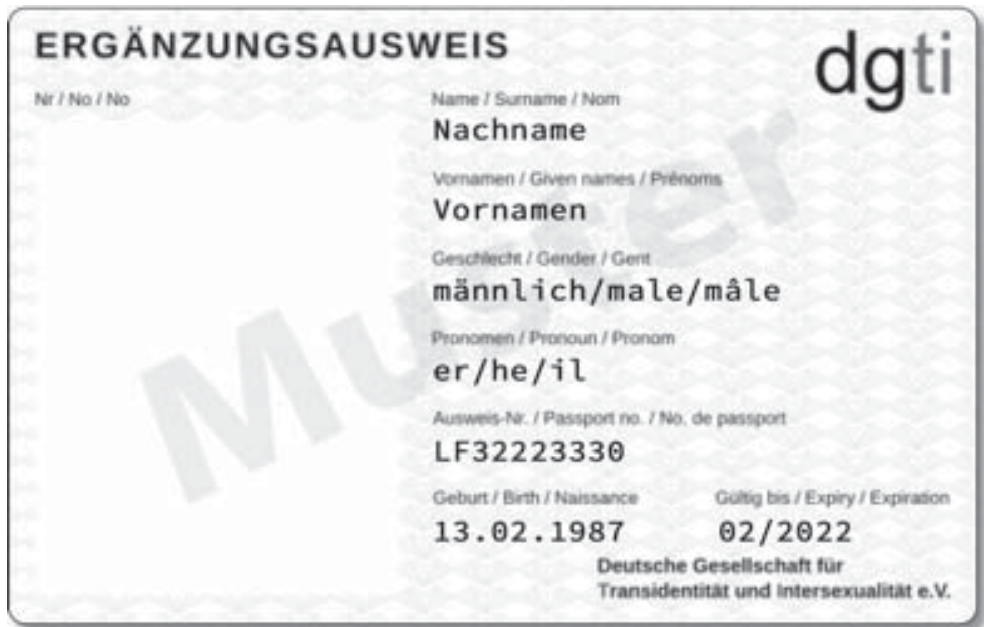 ERGÄNZUNGSAUSWEIS
dgti
Nr / No / No
Name / Surname / Nom
Nachname
Vornamen / Given names / Prénoms
Vornamen
Geschlecht / Gender / Gent
männlich/male/mâle
Pronomen / Pronoun / Pronom
er/he/il
Ausweis-Nr. / Passport no. / No. de passport
LF32223330
Geburt / Birth / Naissance
Gültig bis / Expiry / Expiration
13.02.1987
02/2022
Deutsche Gesellschaft für
Transidentität und Intersexualität e.V.
Muster